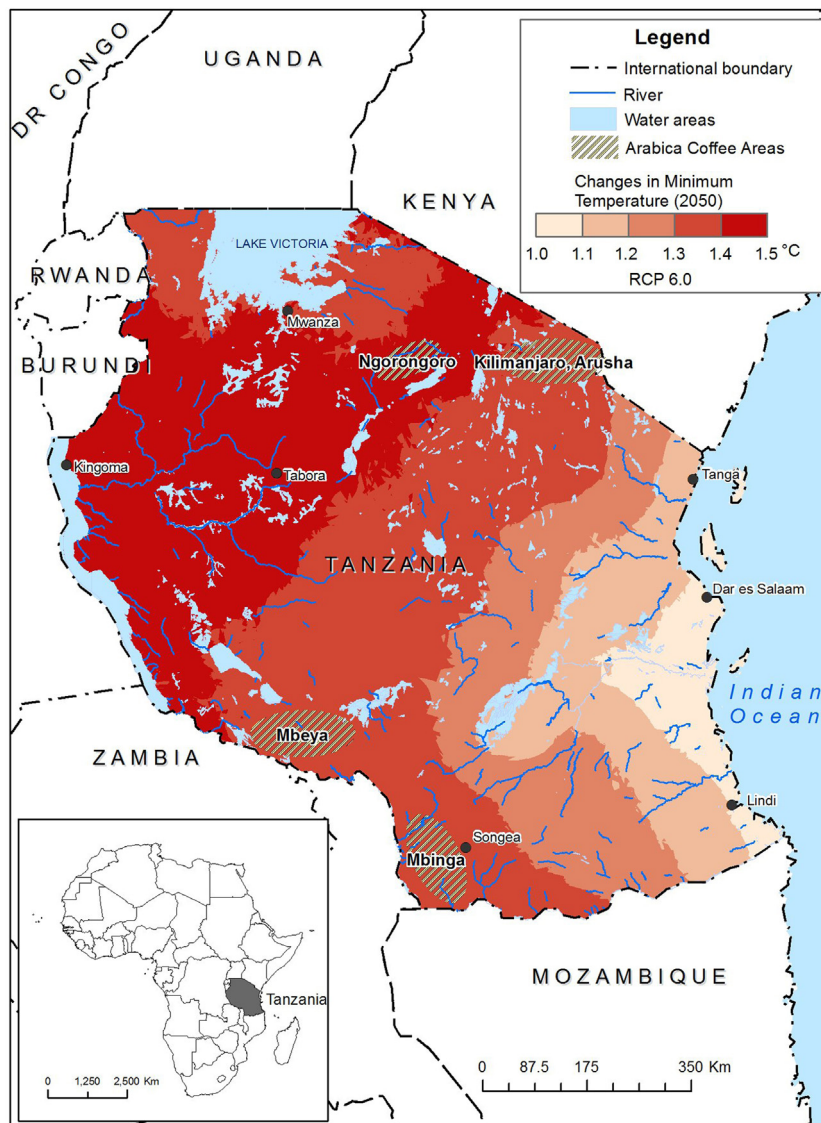 UGANDA
DR CONGO
KENYA
RWANDA
BURUNDI
LAKE VICTORIA
Mwanza
Ngorongoro
Kilimanjaro, Arusha
Kingoma
Tabora
Tanga
TANZANIA
Dar es Salaam
Indian
Ocean
Mbeya
ZAMBIA
Lindi
Songea
Mbinga
MOZAMBIQUE
Legend
International boundary
River
Water areas
Arabica Coffee Areas
Changes in Minimum
Temperature (2050)
1.0 1.1 1.2 1.3 1.4 1.5 °C
RCP 6.0
Tanzania
0 1,250 2,500 Km
0 87.5 175 350 Km